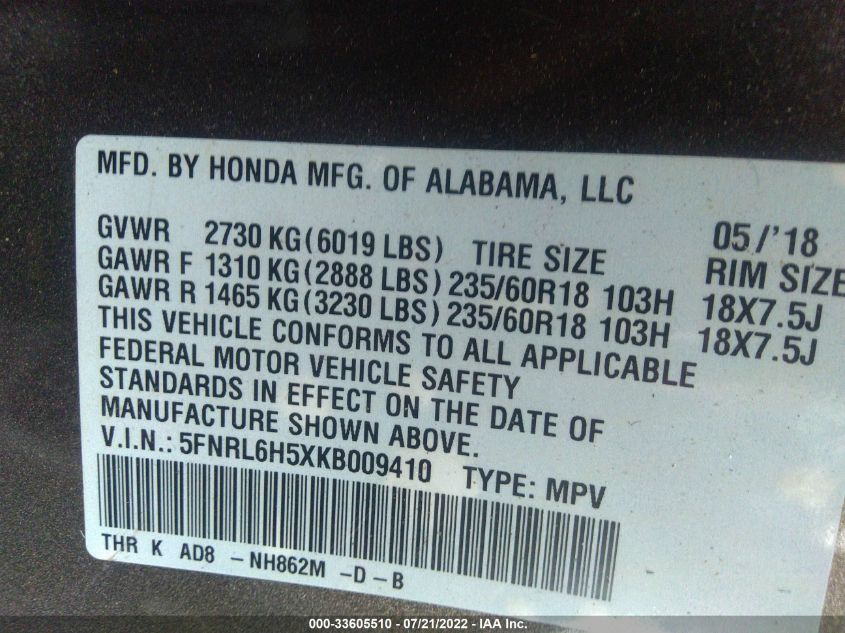 MFD. BY HONDA MFG. OF ALABAMA, LLC
05/'18
GVWR 2730 KG(6019 LBS) TIRE SIZE RIM SIZE
GAWR F 1310 KG(2888 LBS) 235/60R18 103H 18X7.5J
GAWR R 1465 KG(3230 LBS) 235/60R18 103H 18X7.5J
THIS VEHICLE CONFORMS TO ALL APPLICABLE
FEDERAL MOTOR VEHICLE SAFETY
STANDARDS IN EFFECT ON THE DATE OF
MANUFACTURE SHOWN ABOVE.
V.I.N.: 5FNRL6H5XKB009410 TYPE: MPV
THR K AD8 -NH862M -D-B
000-33605510 / 07/21/2022 / IAA Inc.